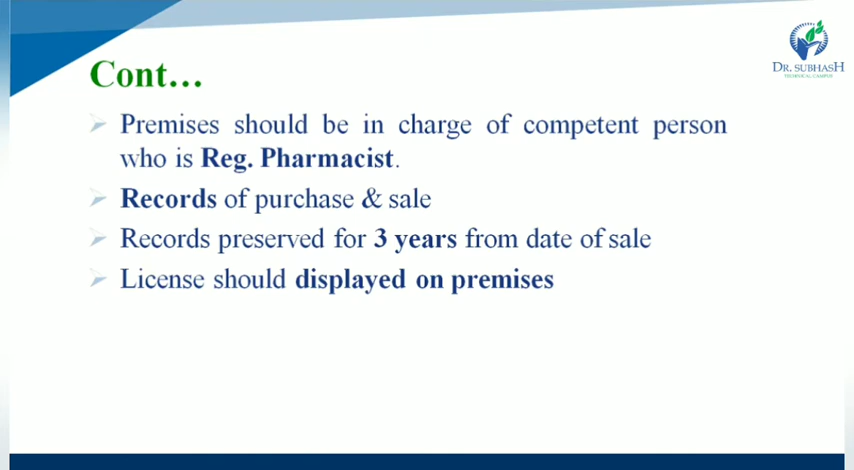 DR. SUBHASH
TECHNICAL CAMPUS
Cont…
Premises should be in charge of competent person
who is Reg. Pharmacist.
Records of purchase & sale
Records preserved for 3 years from date of sale
License should displayed on premises